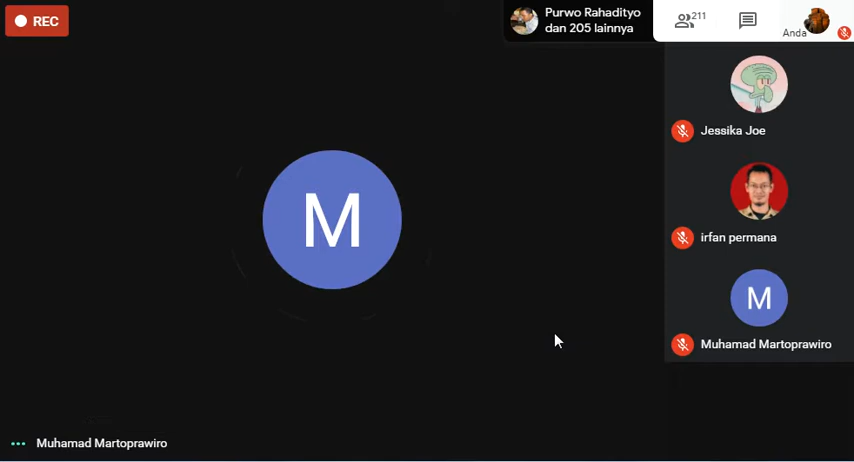 REC
Purwo Rahadityo
dan 205 lainnya
211
Anda
Jessika Joe
irfan permana
M
M
Muhamad Martoprawiro
Muhamad Martoprawiro